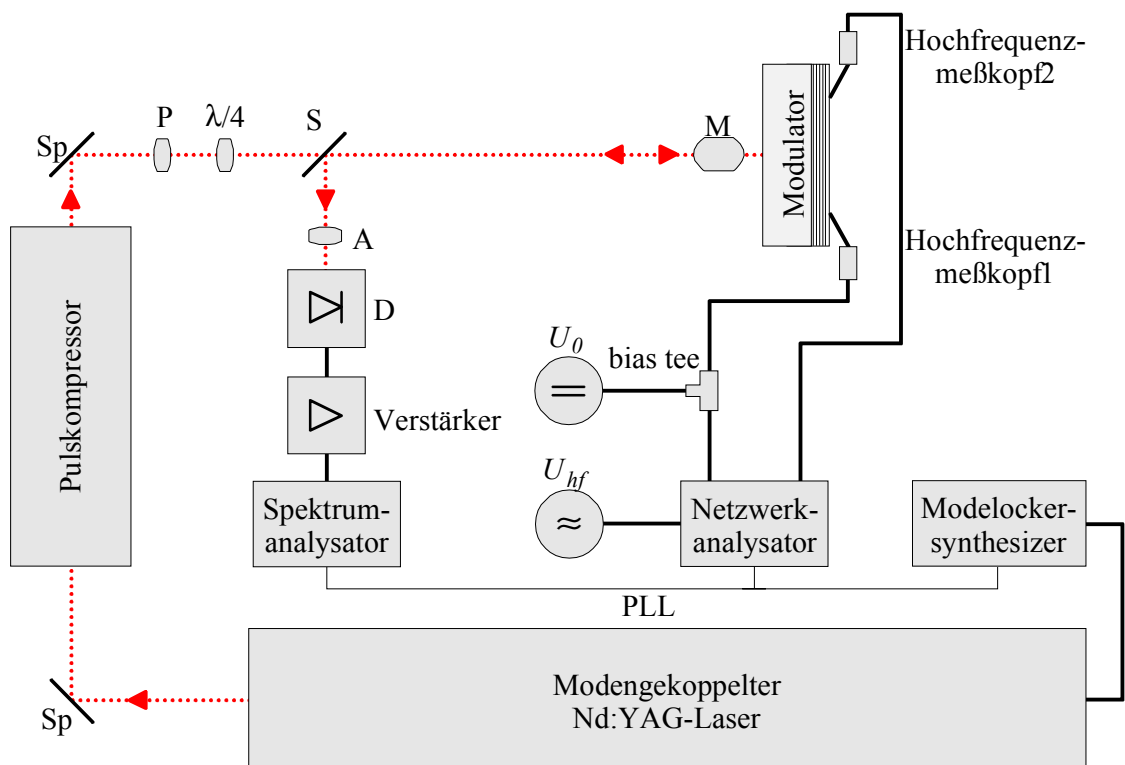 Hochfrequenz-
meßkopf2
P
λ/4
S
M
Sp
Modulator
A
Hochfrequenz-
meßkopf1
Pulskompressor
D
U0
bias tee
=
Verstärker
Uhf
≈
Spektrum-
analysator
Netzwerk-
analysator
Modelocker-
synthesizer
PLL
Modengekoppelter
Nd:YAG-Laser
Sp